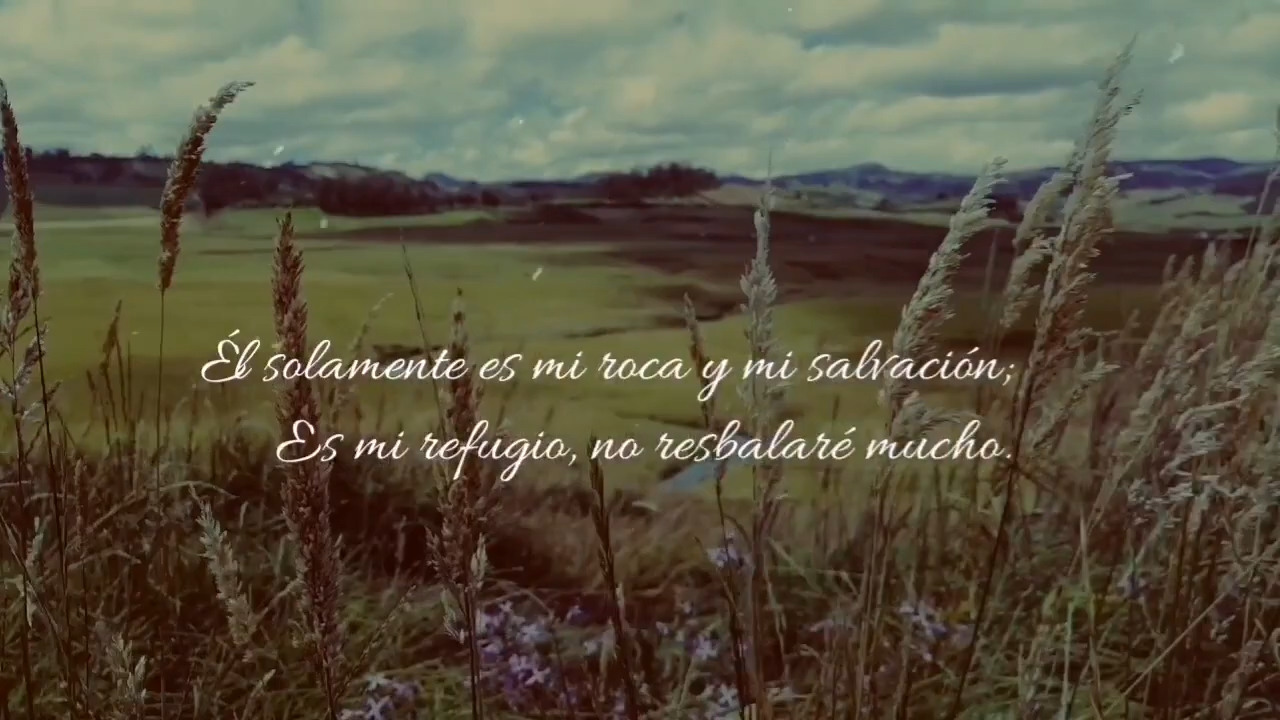 Él solamente es mi roca y mi salvación;
Es mi refugio, no resbalaré mucho.